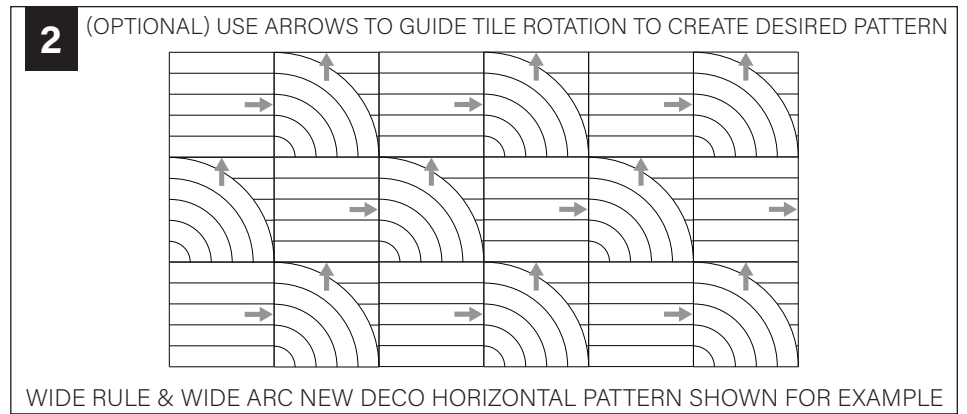 2
(OPTIONAL) USE ARROWS TO GUIDE TILE ROTATION TO CREATE DESIRED PATTERN
WIDE RULE & WIDE ARC NEW DECO HORIZONTAL PATTERN SHOWN FOR EXAMPLE